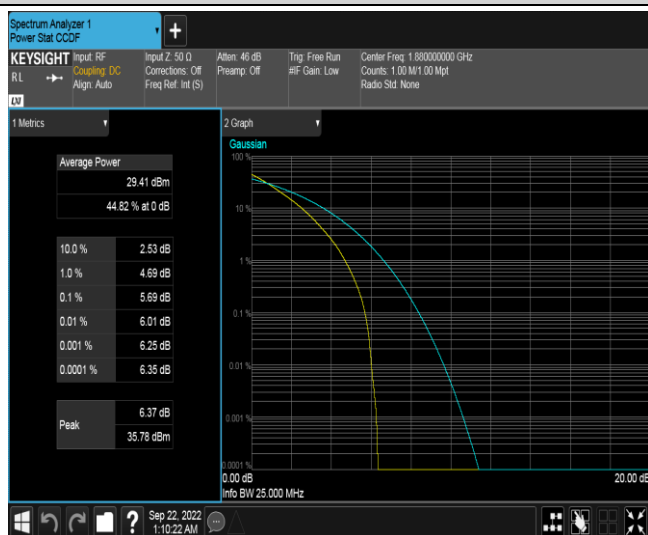 Spectrum Analyzer 1
Power Stat CCDF
KEYSIGHT
RL
LXI
Input: RF
Coupling: DC
Align: Auto
Input Z: 50 Ω
Corrections: Off
Freq Ref: Int (S)
Atten: 46 dB
Preamp: Off
Trig: Free Run
#IF Gain: Low
Center Freq: 1.880000000 GHz
Counts: 1.00 M/1.00 Mpt
Radio Std: None
1 Metrics
Average Power
29.41 dBm
44.82 % at 0 dB
10.0 % 2.53 dB
1.0 % 4.69 dB
0.1 % 5.69 dB
0.01 % 6.01 dB
0.001 % 6.25 dB
0.0001 % 6.35 dB
Peak
6.37 dB
35.78 dBm
2 Graph
Gaussian
100 %
10 %
1 %
0.1 %
0.01 %
0.001 %
0.0001 %
0.00 dB
20.00 dB
Info BW 25.000 MHz
?
Sep 22, 2022
1:10:22 AM